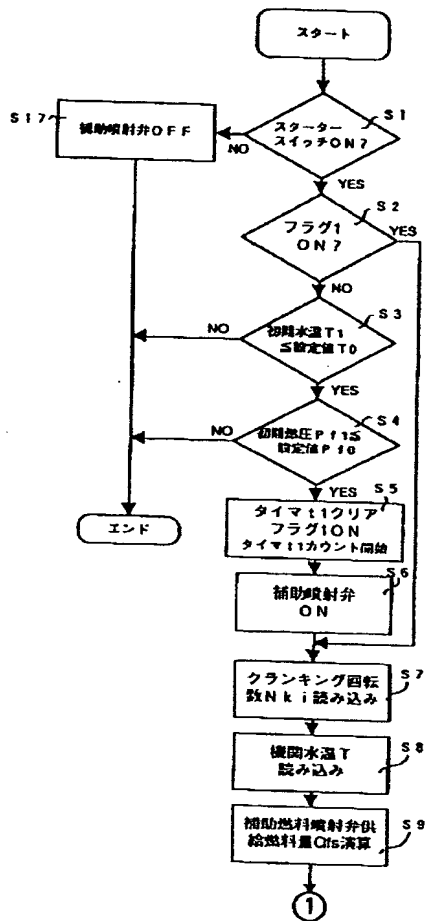 スタート
S1
スターター
スイッチON?
S17
補助噴射弁OFF
NO
YES
S2
フラグ1
ON?
YES
NO
S3
初期水温T1
≦設定値T0
NO
YES
S4
初期燃圧Pf1≦
設定値Pf0
NO
YES
S5
タイマt1クリア
フラグ1ON
タイマt1カウント開始
エンド
S6
補助噴射弁
ON
S7
クランキング回転
数Nki読み込み
S8
機関水温T
読み込み
S9
補助燃料噴射弁供
給燃料量Qfs演算
1